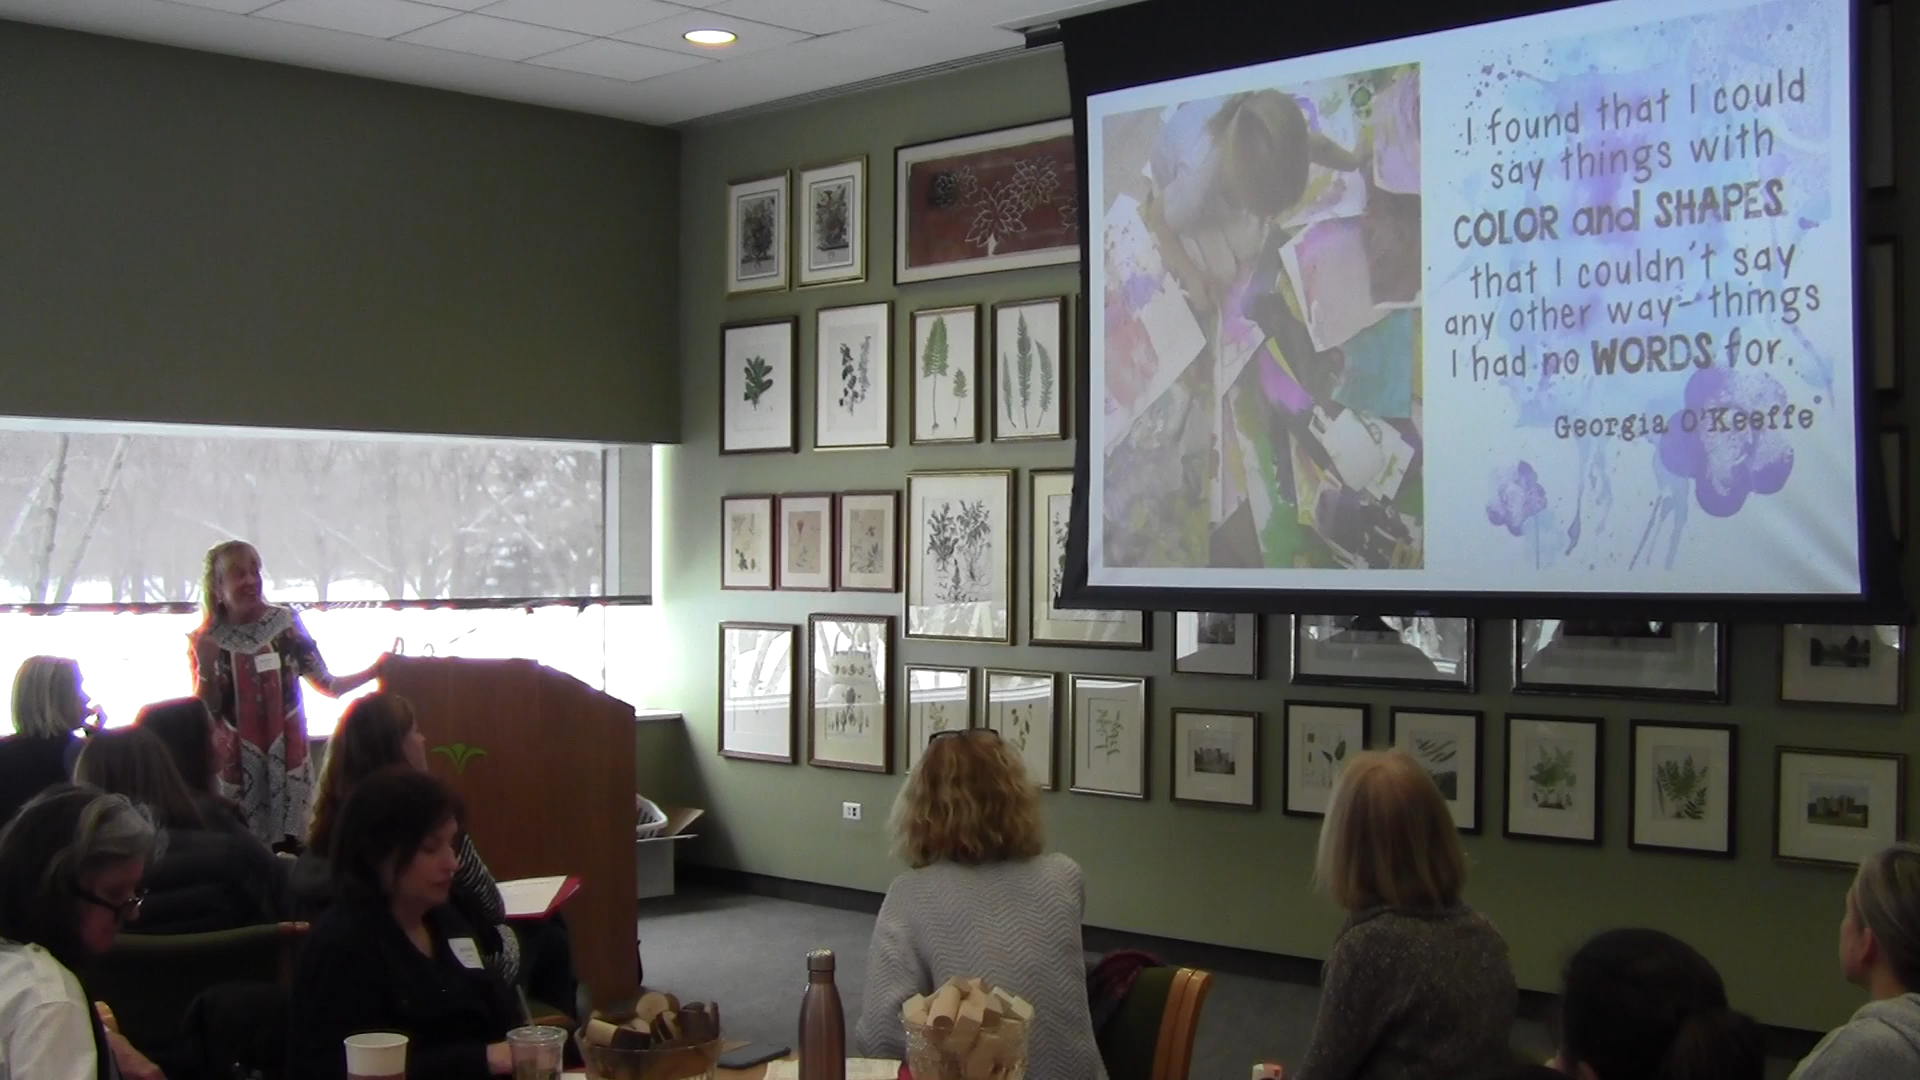 I found that I could
say things with
COLOR and SHAPES
that I couldn't say
any other way - things
I had no WORDS for.
Georgia O'Keeffe